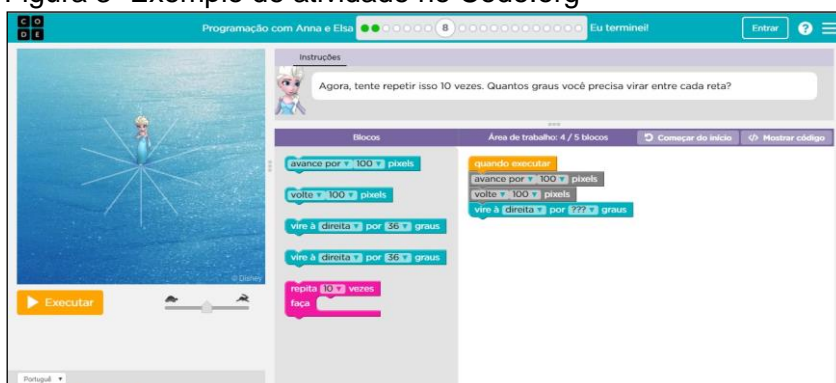 Figura 8- Exemplo de atividade no Code.org
C O
D E
Programação com Anna e Elsa
8
Eu terminei!
Entrar
?
Instruções
Agora, tente repetir isso 10 vezes. Quantos graus você precisa virar entre cada reta?
Blocos
Área de trabalho: 4 / 5 blocos
Começar do início
</> Mostrar código
avance por 100 pixels
volte 100 pixels
vire à direita por 36 graus
vire à direita por 36 graus
repita 10 vezes
faça
quando executar
avance por 100 pixels
volte 100 pixels
vire à direita por ??? graus
© Disney
Executar
Portuguê